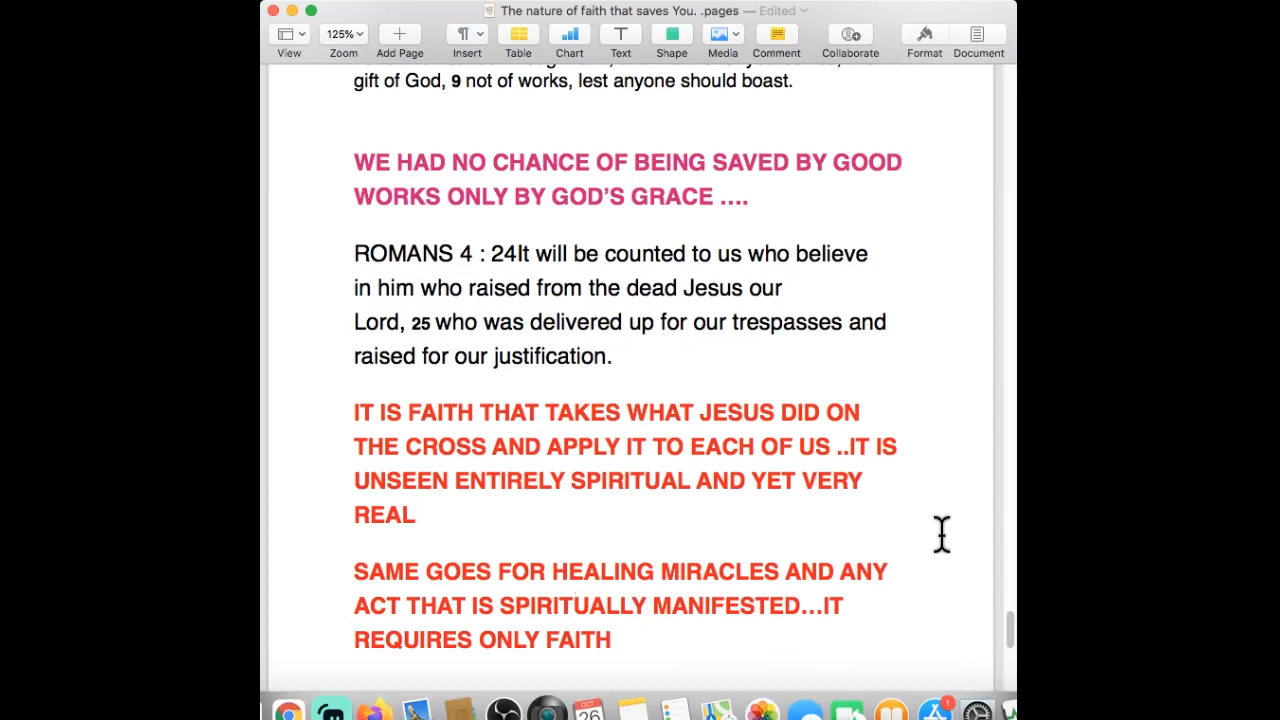 The nature of faith that saves You. .pages — Edited
125%
View Zoom Add Page Insert Table Chart Text Shape Media Comment Collaborate Format Document
gift of God, 9 not of works, lest anyone should boast.
WE HAD NO CHANCE OF BEING SAVED BY GOOD
WORKS ONLY BY GOD’S GRACE ....
ROMANS 4 : 24It will be counted to us who believe
in him who raised from the dead Jesus our
Lord, 25 who was delivered up for our trespasses and
raised for our justification.
IT IS FAITH THAT TAKES WHAT JESUS DID ON
THE CROSS AND APPLY IT TO EACH OF US ..IT IS
UNSEEN ENTIRELY SPIRITUAL AND YET VERY
REAL
SAME GOES FOR HEALING MIRACLES AND ANY
ACT THAT IS SPIRITUALLY MANIFESTED...IT
REQUIRES ONLY FAITH
OCT
26
1